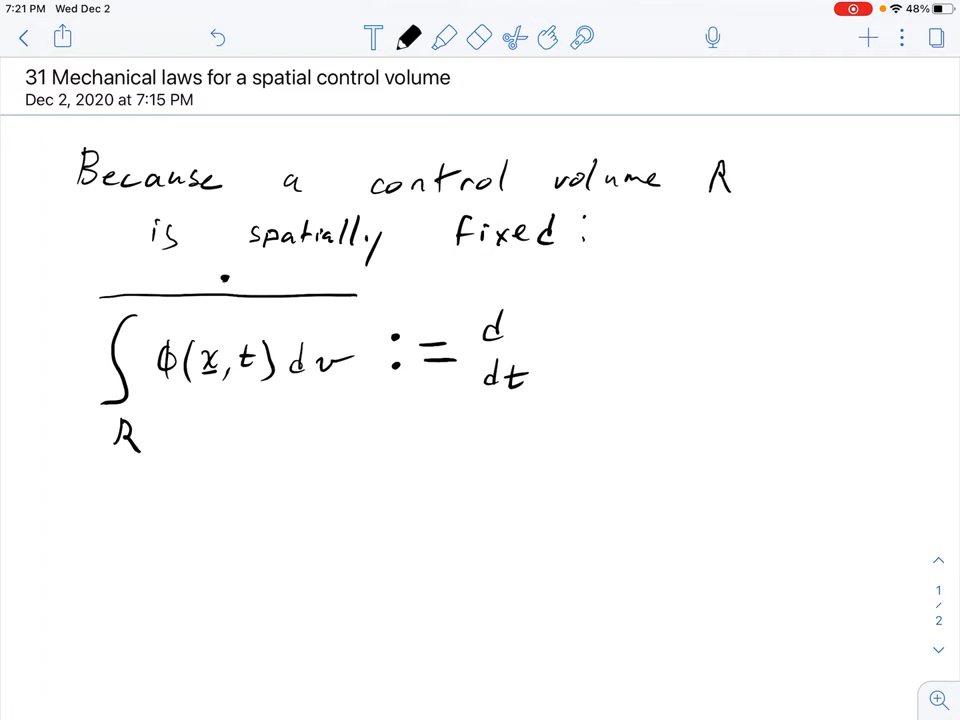 7:21 PM Wed Dec 2
48%
31 Mechanical laws for a spatial control volume
Dec 2, 2020 at 7:15 PM
Because a control volume R
is spatially fixed:
∫_R ϕ(x,t) dv := d/dt
1
/
2